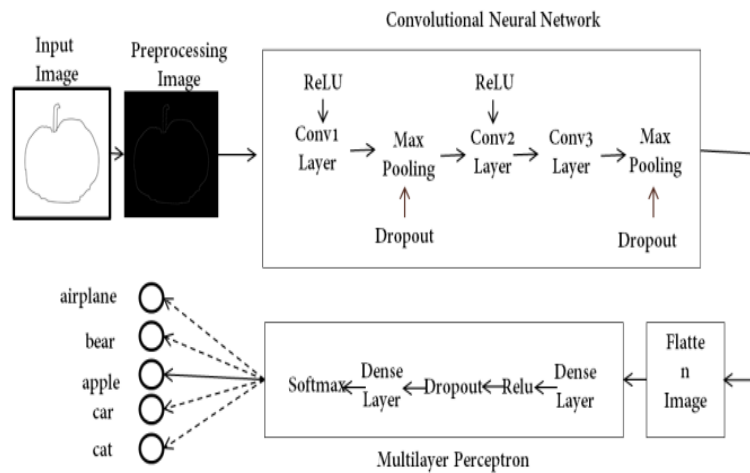 Convolutional Neural Network
Input
Image
Preprocessing
Image
ReLU
ReLU
Conv1
Layer
Max
Pooling
Conv2
Layer
Conv3
Layer
Max
Pooling
Dropout
Dropout
airplane
bear
apple
car
cat
Softmax
Dense
Layer
Dropout
Relu
Dense
Layer
Flatte
n
Image
Multilayer Perceptron